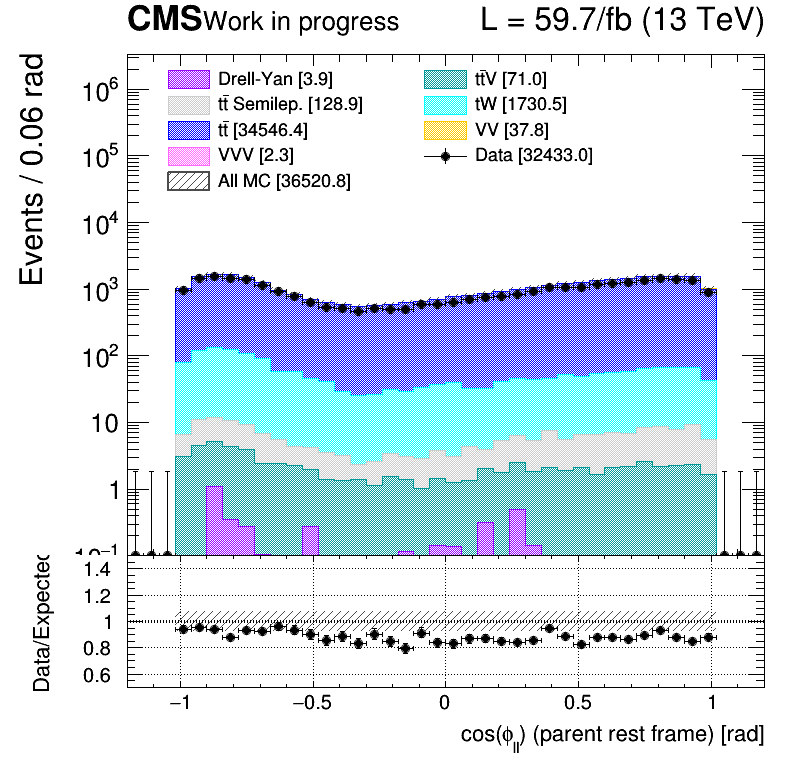 CMS Work in progress L = 59.7/fb (13 TeV)
Events / 0.06 rad
Drell-Yan [3.9]
tt̄ Semilep. [128.9]
tt̄ [34546.4]
VVV [2.3]
All MC [36520.8]
tt̄V [71.0]
tW [1730.5]
VV [37.8]
Data [32433.0]
10⁶
10⁵
10⁴
10³
10²
10
1
10⁻¹
Data/Expected
1.4
1.2
1
0.8
0.6
−1 −0.5 0 0.5 1
cos(ϕ_ll) (parent rest frame) [rad]